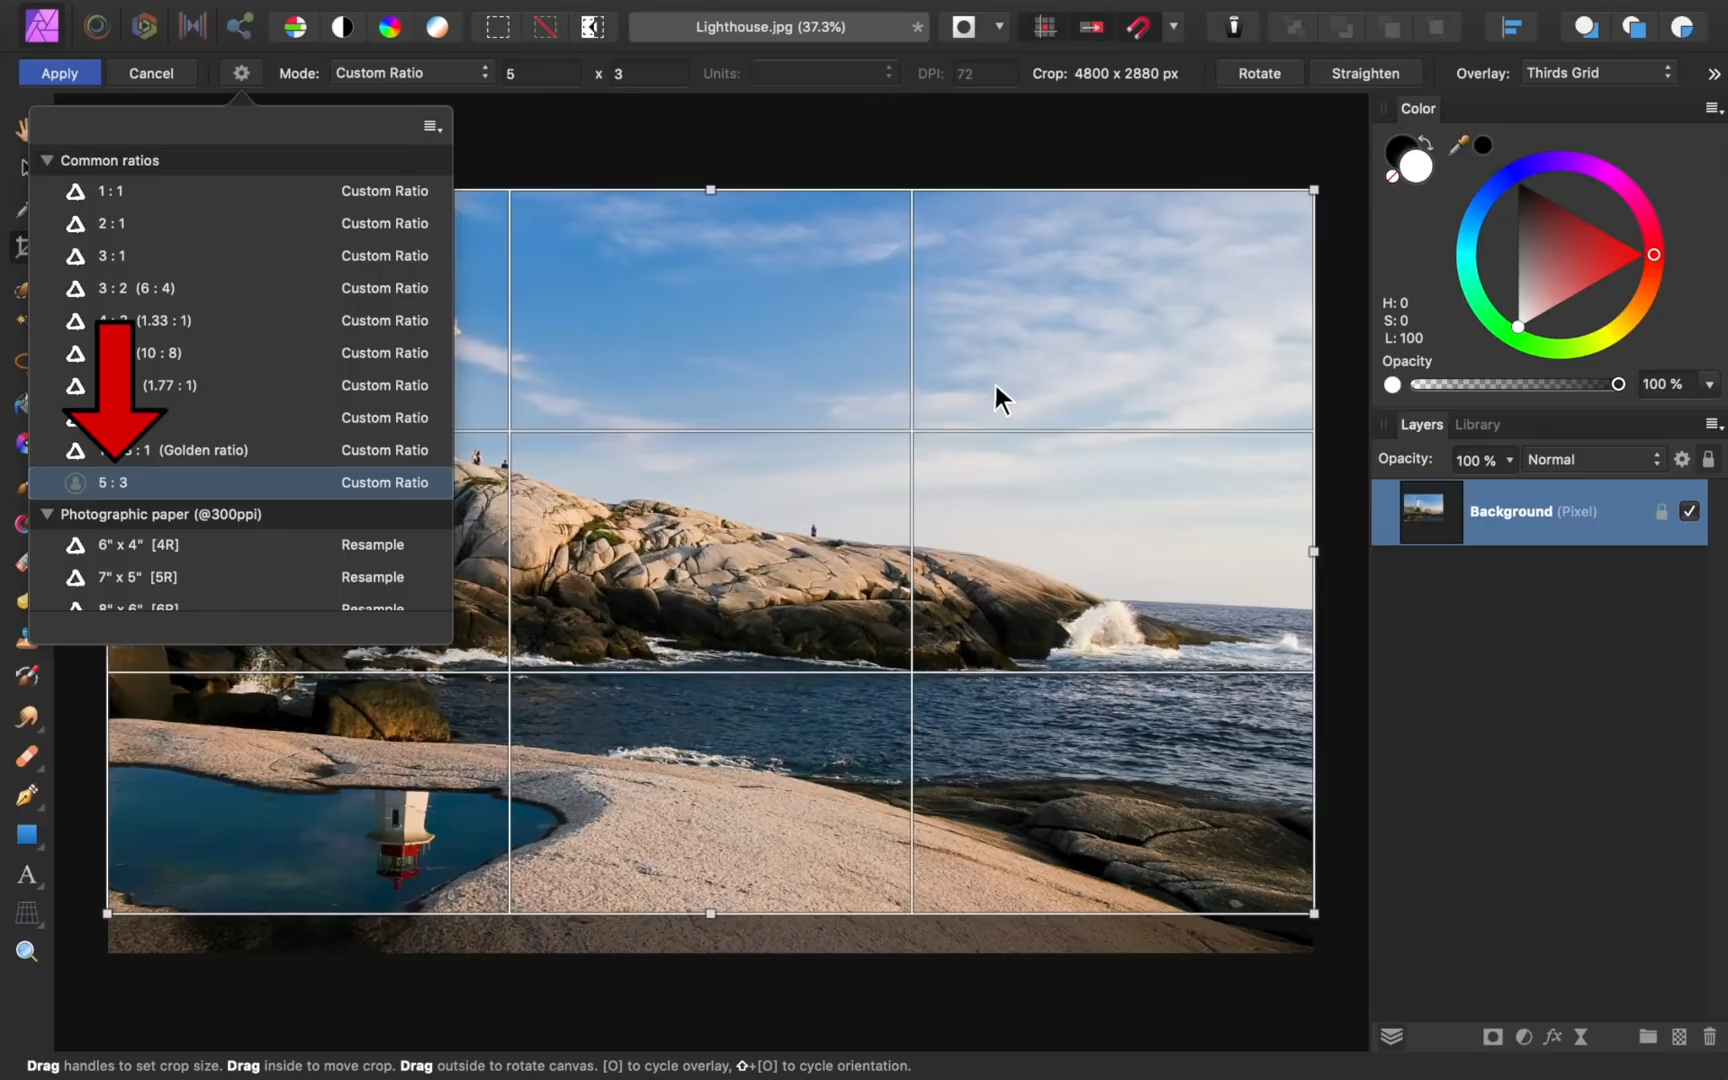 Lighthouse.jpg (37.3%) *
Apply Cancel Mode: Custom Ratio 5 x 3 Units: DPI: 72 Crop: 4800 x 2880 px Rotate Straighten Overlay: Thirds Grid
Common ratios
1 : 1 Custom Ratio
2 : 1 Custom Ratio
3 : 1 Custom Ratio
3 : 2 (6 : 4) Custom Ratio
(1.33 : 1) Custom Ratio
(10 : 8) Custom Ratio
(1.77 : 1) Custom Ratio
Custom Ratio
: 1 (Golden ratio) Custom Ratio
5 : 3 Custom Ratio
Photographic paper (@300ppi)
6" x 4" [4R] Resample
7" x 5" [5R] Resample
8" x 6" [6R] Resample
Color
H: 0
S: 0
L: 100
Opacity
100 %
Layers Library
Opacity: 100 % Normal
Background (Pixel)
A
fx
Drag handles to set crop size. Drag inside to move crop. Drag outside to rotate canvas. [O] to cycle overlay, ⇧+[O] to cycle orientation.